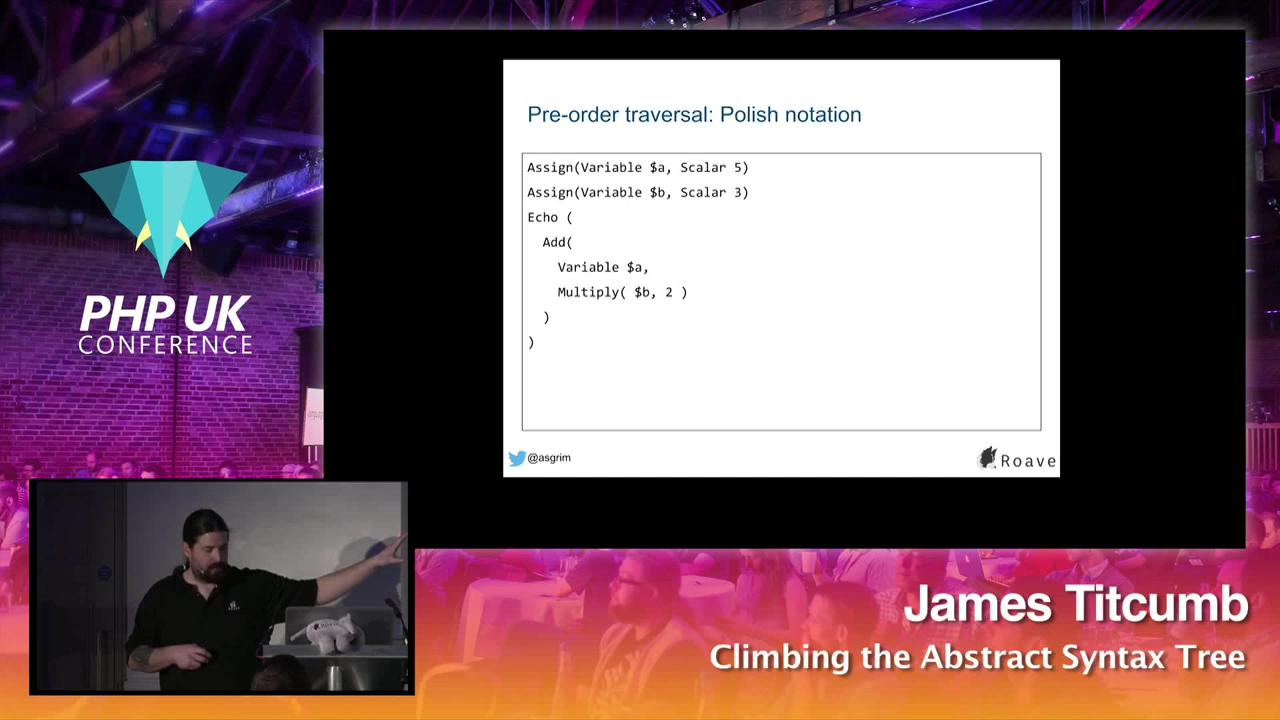 Pre-order traversal: Polish notation
Assign(Variable $a, Scalar 5)
Assign(Variable $b, Scalar 3)
Echo (
Add(
Variable $a,
Multiply( $b, 2 )
)
)
@asgrim
Roave
PHP UK
CONFERENCE
James Titcumb
Climbing the Abstract Syntax Tree